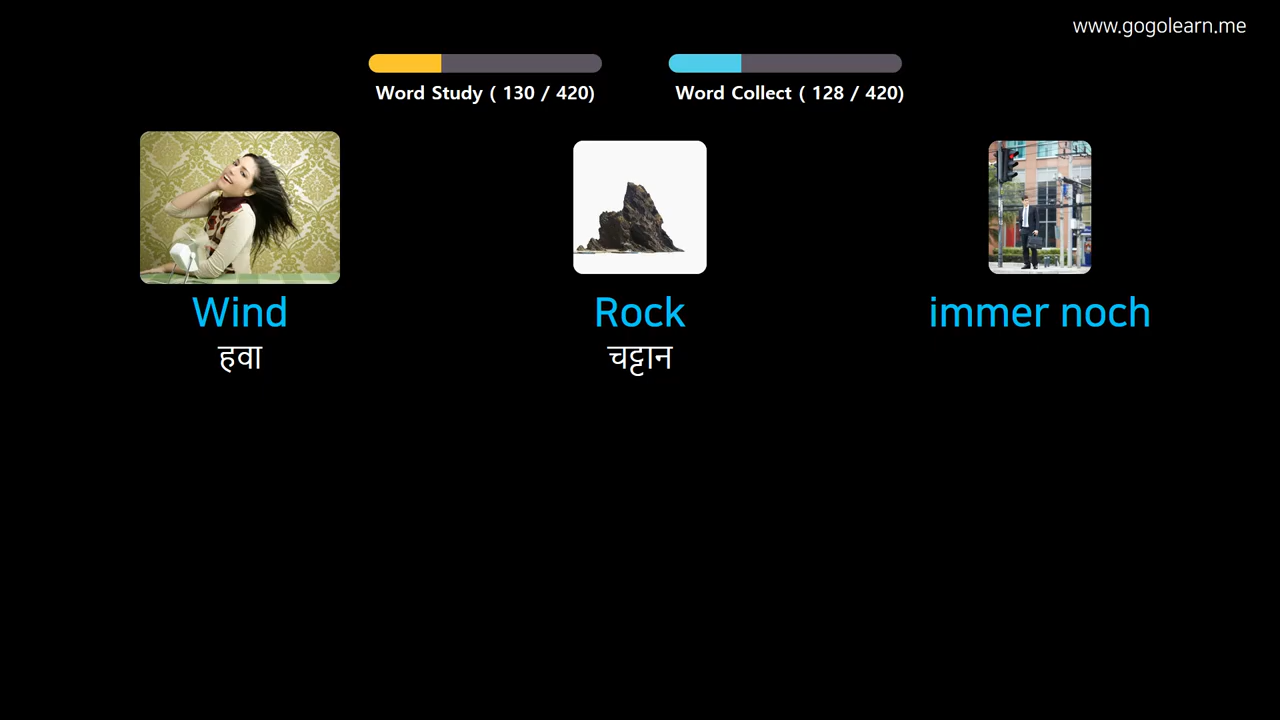 www.gogolearn.me
Word Study ( 130 / 420)
Word Collect ( 128 / 420)
Wind
Rock
immer noch
हवा
चट्टान